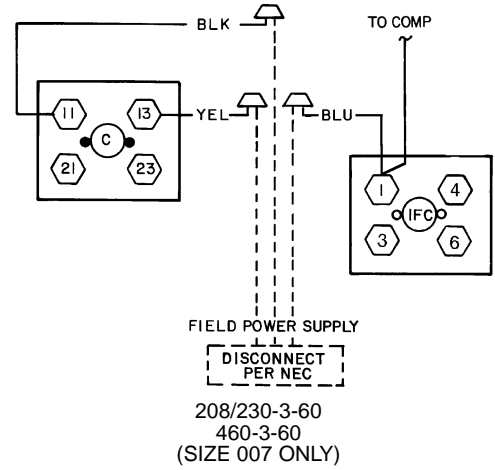 BLK
TO COMP
11
13
YEL
BLU
C
21
23
1
4
IFC
3
6
FIELD POWER SUPPLY
DISCONNECT
PER NEC
208/230-3-60
460-3-60
(SIZE 007 ONLY)